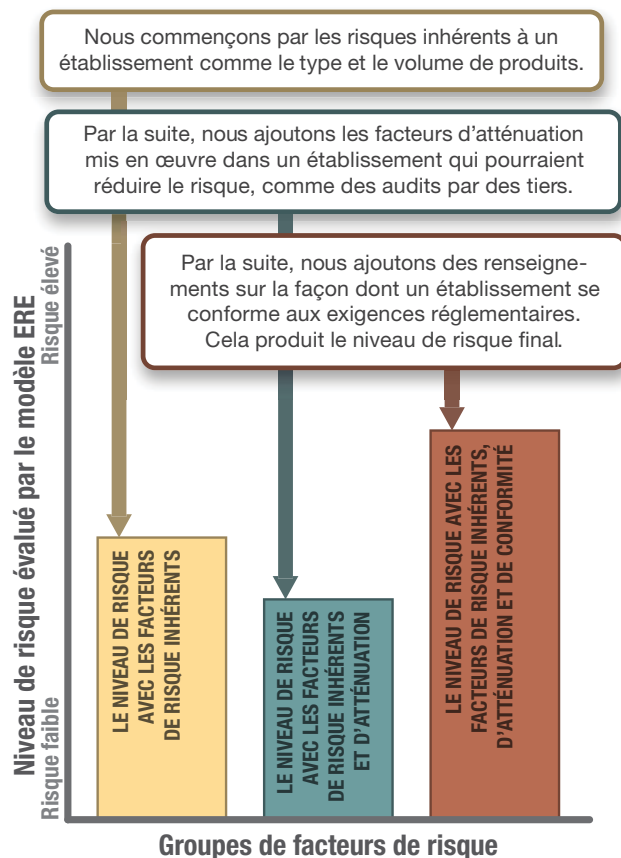 Nous commençons par les risques inhérents à un
établissement comme le type et le volume de produits.
Par la suite, nous ajoutons les facteurs d'atténuation
mis en œuvre dans un établissement qui pourraient
réduire le risque, comme des audits par des tiers.
Par la suite, nous ajoutons des renseigne-
ments sur la façon dont un établissement se
conforme aux exigences réglementaires.
Cela produit le niveau de risque final.
Niveau de risque évalué par le modèle ERE
Risque élevé
Risque faible
LE NIVEAU DE RISQUE
AVEC LES FACTEURS
DE RISQUE INHÉRENTS
LE NIVEAU DE RISQUE
AVEC LES FACTEURS
DE RISQUE INHÉRENTS
ET D'ATTÉNUATION
LE NIVEAU DE RISQUE AVEC LES
FACTEURS DE RISQUE INHÉRENTS,
D'ATTÉNUATION ET DE CONFORMITÉ
Groupes de facteurs de risque